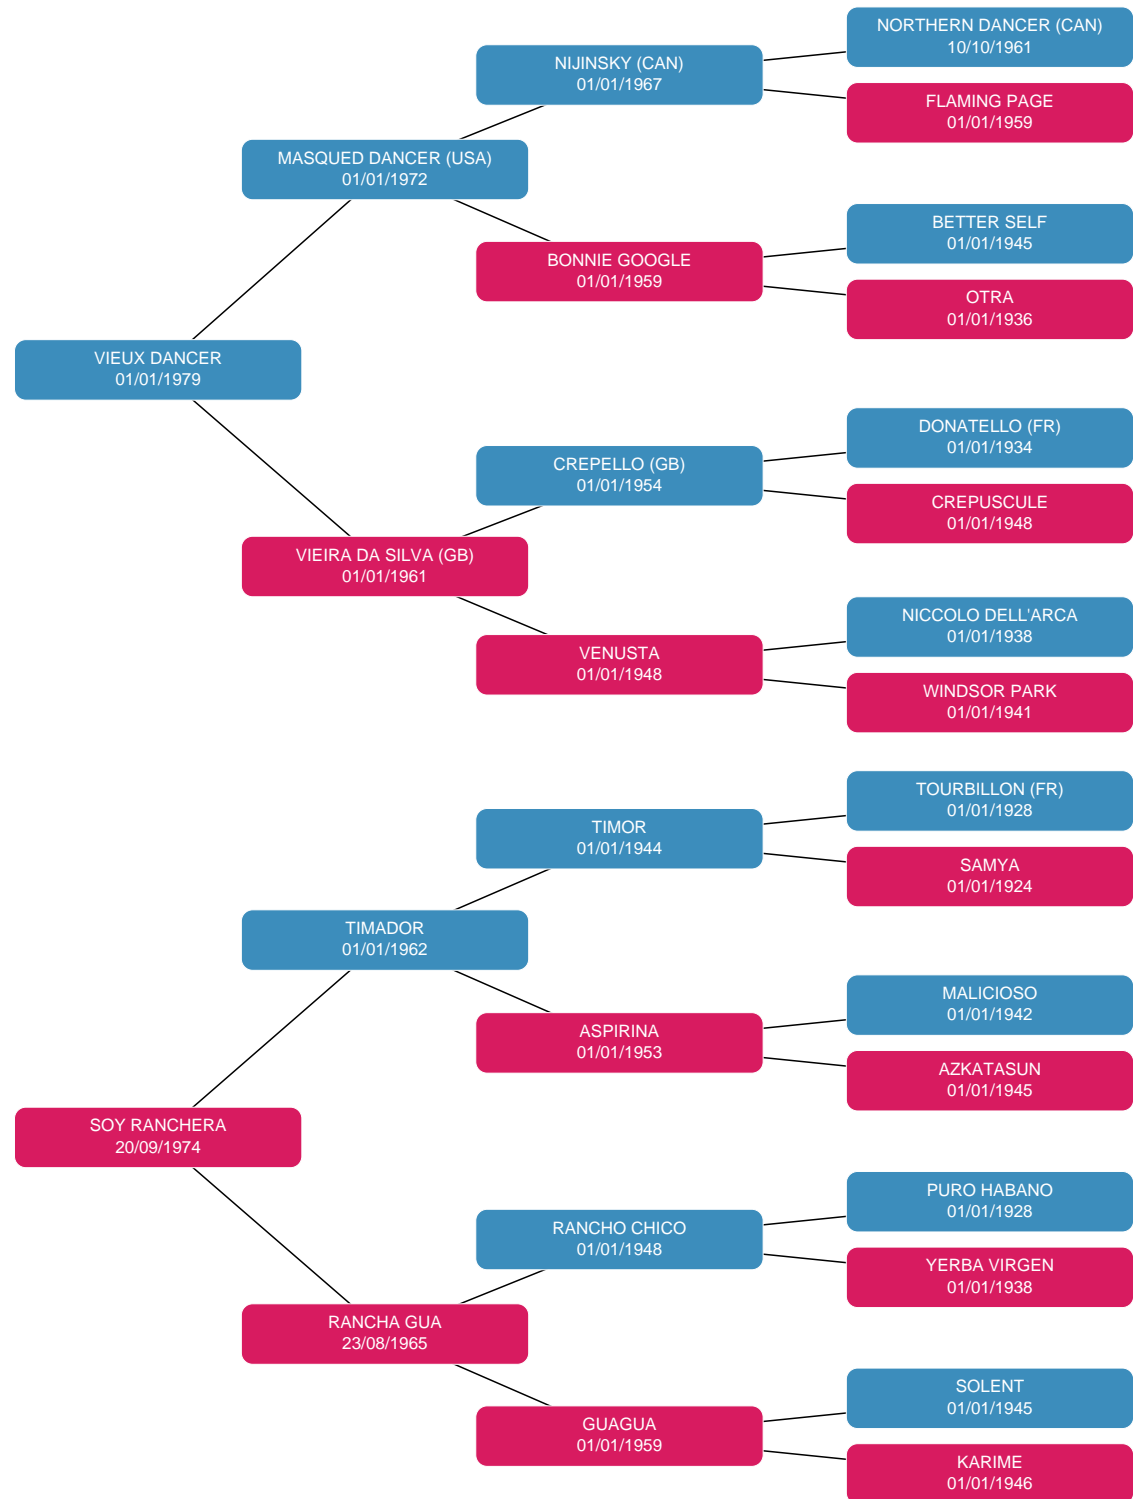 NORTHERN DANCER (CAN)
10/10/1961
NIJINSKY (CAN)
01/01/1967
FLAMING PAGE
01/01/1959
MASQUED DANCER (USA)
01/01/1972
BETTER SELF
01/01/1945
BONNIE GOOGLE
01/01/1959
OTRA
01/01/1936
VIEUX DANCER
01/01/1979
DONATELLO (FR)
01/01/1934
CREPELLO (GB)
01/01/1954
CREPUSCULE
01/01/1948
VIEIRA DA SILVA (GB)
01/01/1961
NICCOLO DELL'ARCA
01/01/1938
VENUSTA
01/01/1948
WINDSOR PARK
01/01/1941
TOURBILLON (FR)
01/01/1928
TIMOR
01/01/1944
SAMYA
01/01/1924
TIMADOR
01/01/1962
MALICIOSO
01/01/1942
ASPIRINA
01/01/1953
AZKATASUN
01/01/1945
SOY RANCHERA
20/09/1974
PURO HABANO
01/01/1928
RANCHO CHICO
01/01/1948
YERBA VIRGEN
01/01/1938
RANCHA GUA
23/08/1965
SOLENT
01/01/1945
GUAGUA
01/01/1959
KARIME
01/01/1946